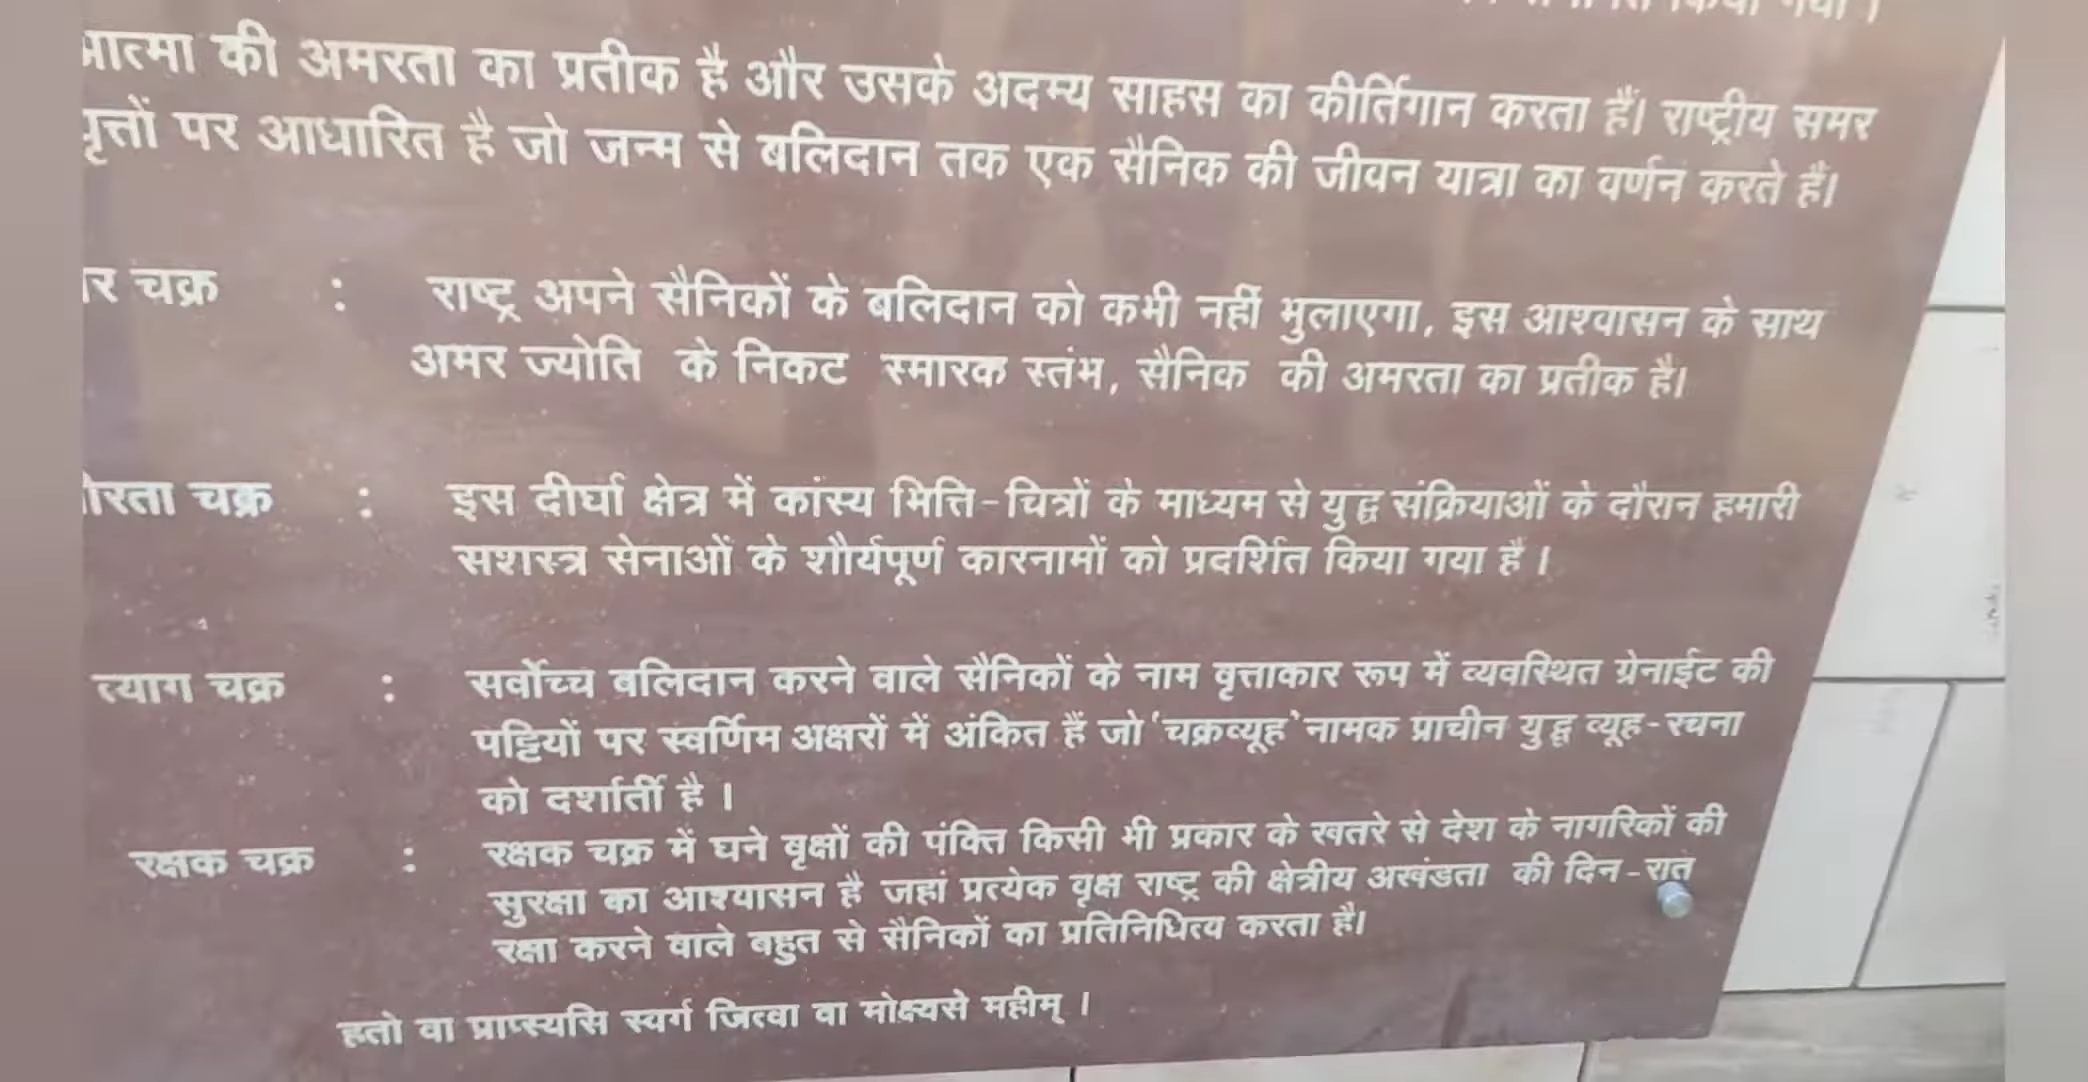 किया गया ।
आत्मा की अमरता का प्रतीक है और उसके अदम्य साहस का कीर्तिगान करता हैं। राष्ट्रीय समर
वृत्तों पर आधारित है जो जन्म से बलिदान तक एक सैनिक की जीवन यात्रा का वर्णन करते हैं।
र चक्र : राष्ट्र अपने सैनिकों के बलिदान को कभी नहीं भुलाएगा, इस आश्वासन के साथ
अमर ज्योति के निकट स्मारक स्तंभ, सैनिक की अमरता का प्रतीक है।
ीरता चक्र : इस दीर्घा क्षेत्र में कांस्य भित्ति-चित्रों के माध्यम से युद्ध संक्रियाओं के दौरान हमारी
सशस्त्र सेनाओं के शौर्यपूर्ण कारनामों को प्रदर्शित किया गया है ।
त्याग चक्र : सर्वोच्च बलिदान करने वाले सैनिकों के नाम वृत्ताकार रूप में व्यवस्थित ग्रेनाईट की
पट्टियों पर स्वर्णिम अक्षरों में अंकित हैं जो 'चक्रव्यूह' नामक प्राचीन युद्ध व्यूह-रचना
को दर्शार्ती है ।
रक्षक चक्र : रक्षक चक्र में घने वृक्षों की पंक्ति किसी भी प्रकार के खतरे से देश के नागरिकों की
सुरक्षा का आश्यासन है जहां प्रत्येक वृक्ष राष्ट्र की क्षेत्रीय अखंडता की दिन-रात
रक्षा करने वाले बहुत से सैनिकों का प्रतिनिधित्व करता है।
हतो वा प्राप्स्यसि स्वर्ग जित्वा वा मोक्ष्यसे महीम् ।